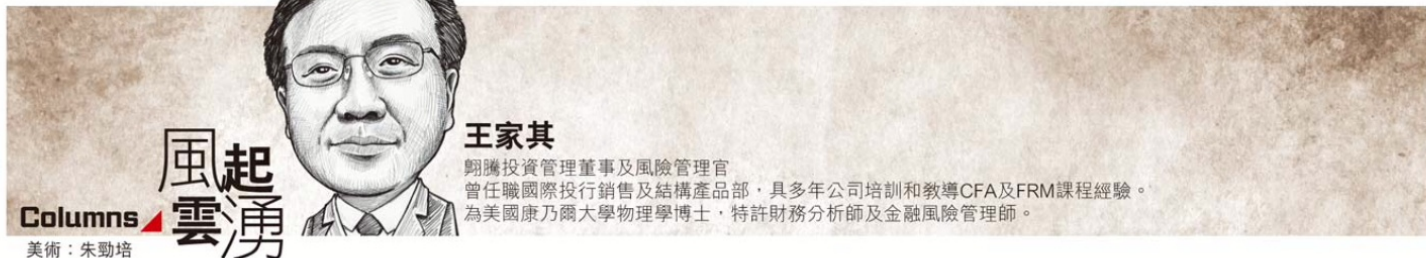 風起
雲湧
Columns
美術：朱勁培
王家其
翺騰投資管理董事及風險管理官
曾任職國際投行銷售及結構產品部，具多年公司培訓和教導CFA及FRM課程經驗。
為美國康乃爾大學物理學博士，特許財務分析師及金融風險管理師。